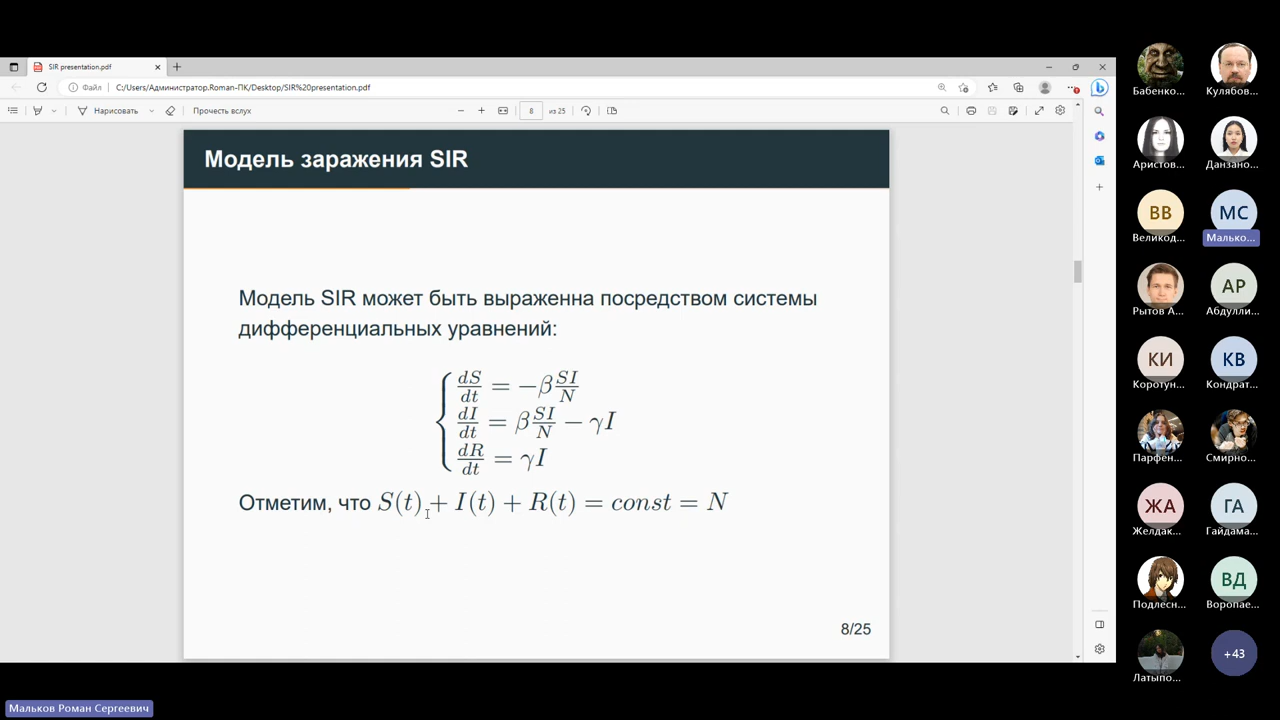 SIR presentation.pdf
Файл
C:/Users/Администратор.Roman-ПК/Desktop/SIR%20presentation.pdf
Нарисовать
Прочесть вслух
8
из 25
Модель заражения SIR
Модель SIR может быть выраженна посредством системы
дифференциальных уравнений:
dS/dt = −β SI/N
dI/dt = β SI/N − γI
dR/dt = γI
Отметим, что S(t) + I(t) + R(t) = const = N
8/25
Бабенко...
Кулябов...
Аристов...
Данзано...
ВВ
Великод...
МС
Малько...
Рытов А...
АР
Абдулли...
КИ
Коротун...
КВ
Кондрат...
Парфен...
Смирно...
ЖА
Желдак...
ГА
Гайдама...
Подлесн...
ВД
Воропае...
Латыпо...
+43
Мальков Роман Сергеевич